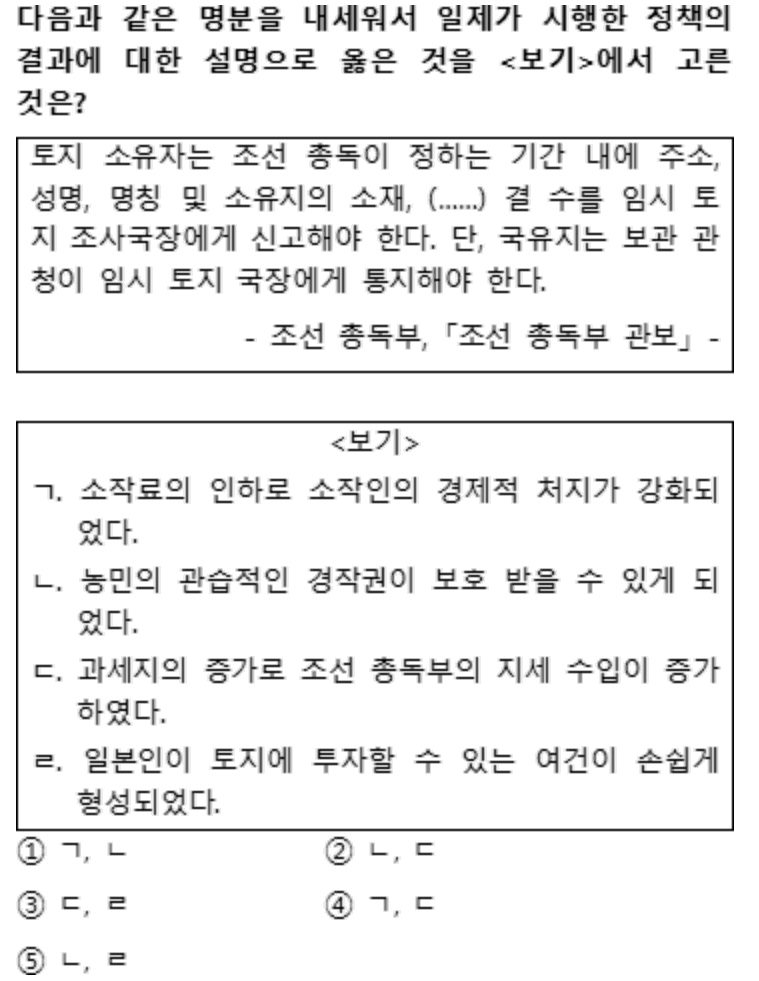 다음과 같은 명분을 내세워서 일제가 시행한 정책의
결과에 대한 설명으로 옳은 것을 <보기>에서 고른
것은?
토지 소유자는 조선 총독이 정하는 기간 내에 주소,
성명, 명칭 및 소유지의 소재, (......) 결 수를 임시 토
지 조사국장에게 신고해야 한다. 단, 국유지는 보관 관
청이 임시 토지 국장에게 통지해야 한다.
- 조선 총독부, 「조선 총독부 관보」 -
<보기>
ㄱ. 소작료의 인하로 소작인의 경제적 처지가 강화되
었다.
ㄴ. 농민의 관습적인 경작권이 보호 받을 수 있게 되
었다.
ㄷ. 과세지의 증가로 조선 총독부의 지세 수입이 증가
하였다.
ㄹ. 일본인이 토지에 투자할 수 있는 여건이 손쉽게
형성되었다.
① ㄱ, ㄴ ② ㄴ, ㄷ
③ ㄷ, ㄹ ④ ㄱ, ㄷ
⑤ ㄴ, ㄹ